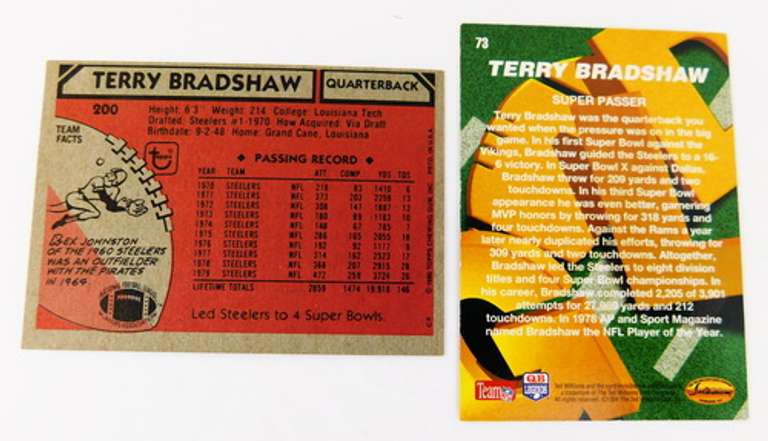 TERRY BRADSHAW QUARTERBACK
200
Height: 6'3" Weight: 214 College: Louisiana Tech
Drafted: Steelers #1-1970 How Acquired: Via Draft
Birthdate: 9-2-48 Home: Grand Cane, Louisiana
TEAM
FACTS
Topps
BEX JOHNSTON
OF THE 1960 STEELERS
WAS AN OUTFIELDER
WITH THE PIRATES
IN 1964
◆ PASSING RECORD ◆
YEAR TEAM ATT. COMP. YDS TDS
1970 STEELERS NFL 218 83 1410 6
1971 STEELERS NFL 373 203 2259 13
1972 STEELERS NFL 308 147 1887 12
1973 STEELERS NFL 180 89 1183 10
1974 STEELERS NFL 148 67 785 7
1975 STEELERS NFL 286 165 2055 18
1976 STEELERS NFL 192 92 1177 9
1977 STEELERS NFL 314 162 2523 17
1978 STEELERS NFL 368 207 2915 28
1979 STEELERS NFL 472 259 3724 26
LIFETIME TOTALS 2859 1474 19,918 146
Led Steelers to 4 Super Bowls.
73
TERRY BRADSHAW
SUPER PASSER
Terry Bradshaw was the quarterback you
wanted when the pressure was on in the big
game. In his first Super Bowl against the
Vikings, Bradshaw guided the Steelers to a 16-
6 victory. In Super Bowl X against Dallas,
Bradshaw threw for 209 yards and two
touchdowns. In his third Super Bowl
appearance he was even better, garnering
MVP honors by throwing for 318 yards and
four touchdowns. Against the Rams a year
later nearly duplicated his efforts, throwing for
309 yards and two touchdowns. Altogether,
Bradshaw led the Steelers to eight division
titles and four Super Bowl championships. In
his career, Bradshaw completed 2,205 of 3,901
attempts for 27,989 yards and 212
touchdowns. In 1978 AP and Sport Magazine
named Bradshaw the NFL Player of the Year.
Team NFL
QB